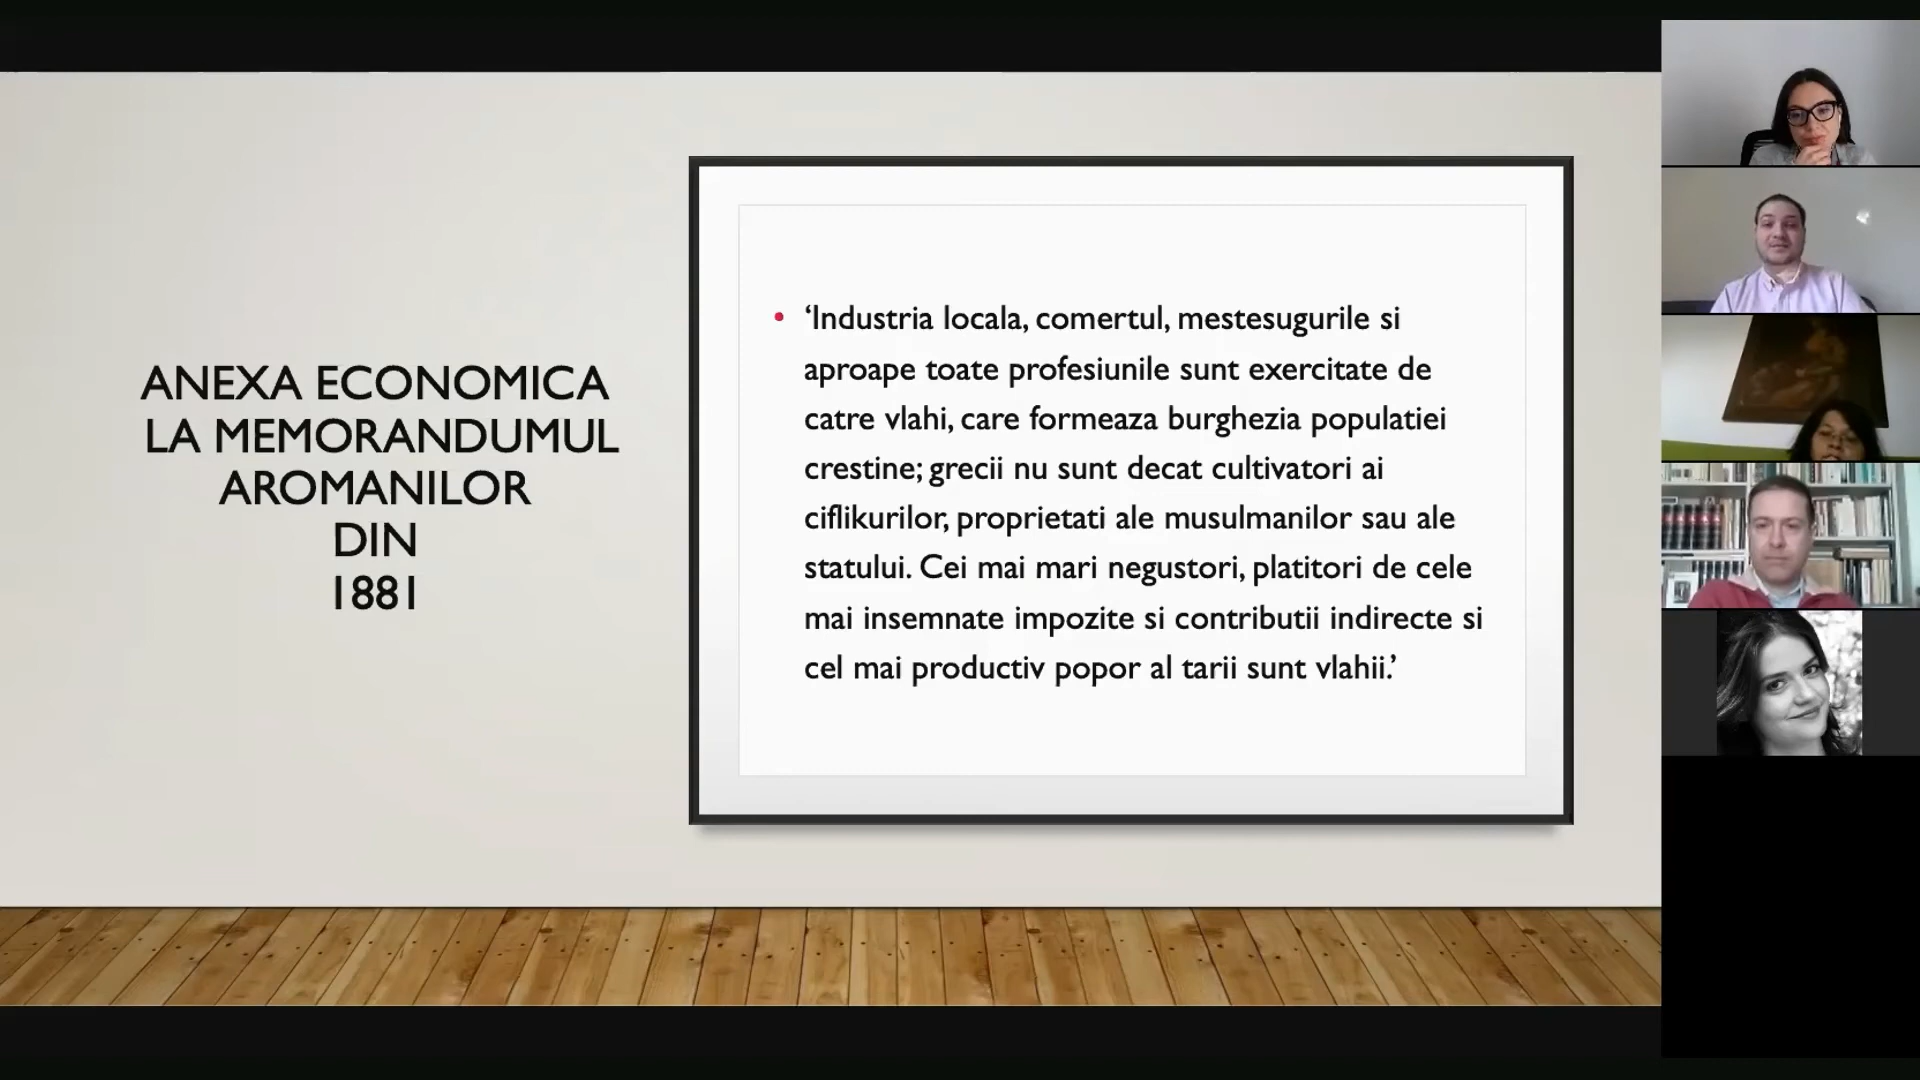 ANEXA ECONOMICA
LA MEMORANDUMUL
AROMANILOR
DIN
1881
• ‘Industria locala, comertul, mestesugurile si
aproape toate profesiunile sunt exercitate de
catre vlahi, care formeaza burghezia populatiei
crestine; grecii nu sunt decat cultivatori ai
ciflikurilor, proprietati ale musulmanilor sau ale
statului. Cei mai mari negustori, platitori de cele
mai insemnate impozite si contributii indirecte si
cel mai productiv popor al tarii sunt vlahii.’